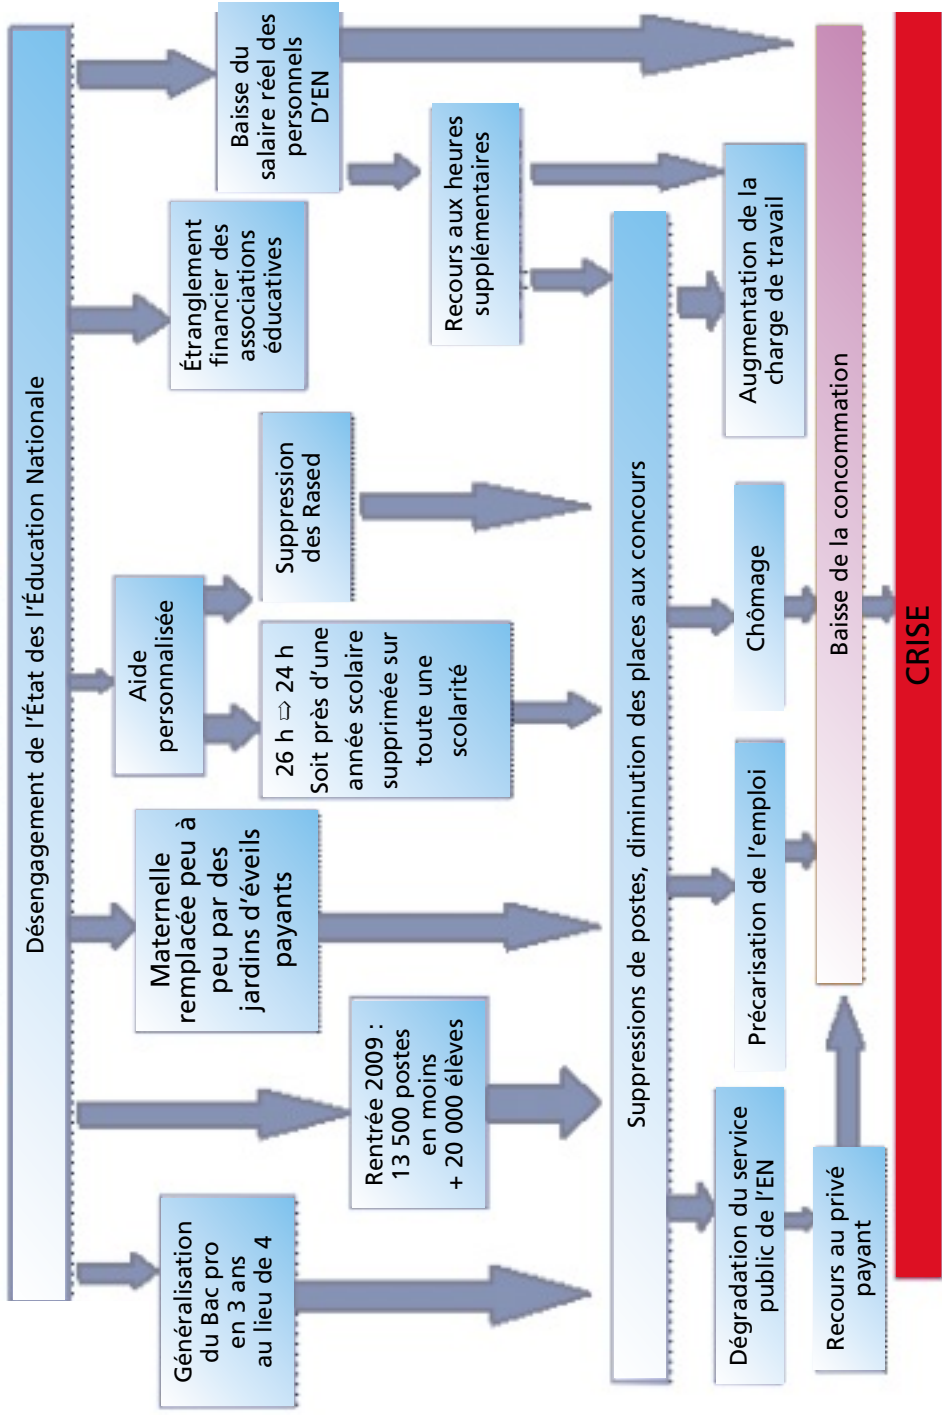 Désengagement de l'État des l'Éducation Nationale
Généralisation
du Bac pro
en 3 ans
au lieu de 4
Rentrée 2009 :
13 500 postes
en moins
+ 20 000 élèves
Maternelle
remplacée peu à
peu par des
jardins d'éveils
payants
Aide
personnalisée
26 h ⇨ 24 h
Soit près d'une
année scolaire
supprimée sur
toute une
scolarité
Suppression
des Rased
Étranglement
financier des
associations
éducatives
Baisse du
salaire réel des
personnels
D'EN
Recours aux heures
supplémentaires
Suppressions de postes, diminution des places aux concours
Dégradation du service
public de l'EN
Précarisation de l'emploi
Chômage
Augmentation de la
charge de travail
Recours au privé
payant
Baisse de la concommation
CRISE